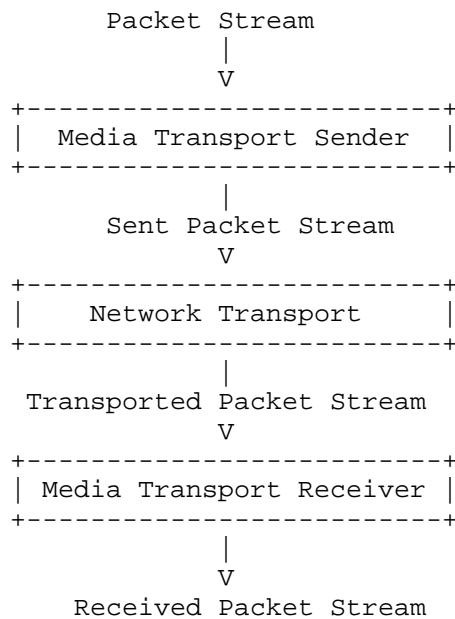 Packet Stream
Media Transport Sender
Sent Packet Stream
Network Transport
Transported Packet Stream
Media Transport Receiver
Received Packet Stream